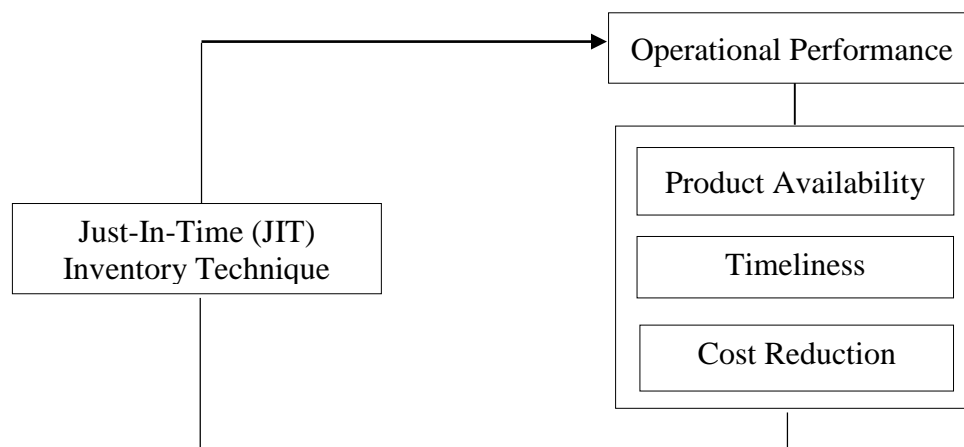 Operational Performance
Product Availability
Just-In-Time (JIT)
Inventory Technique
Timeliness
Cost Reduction